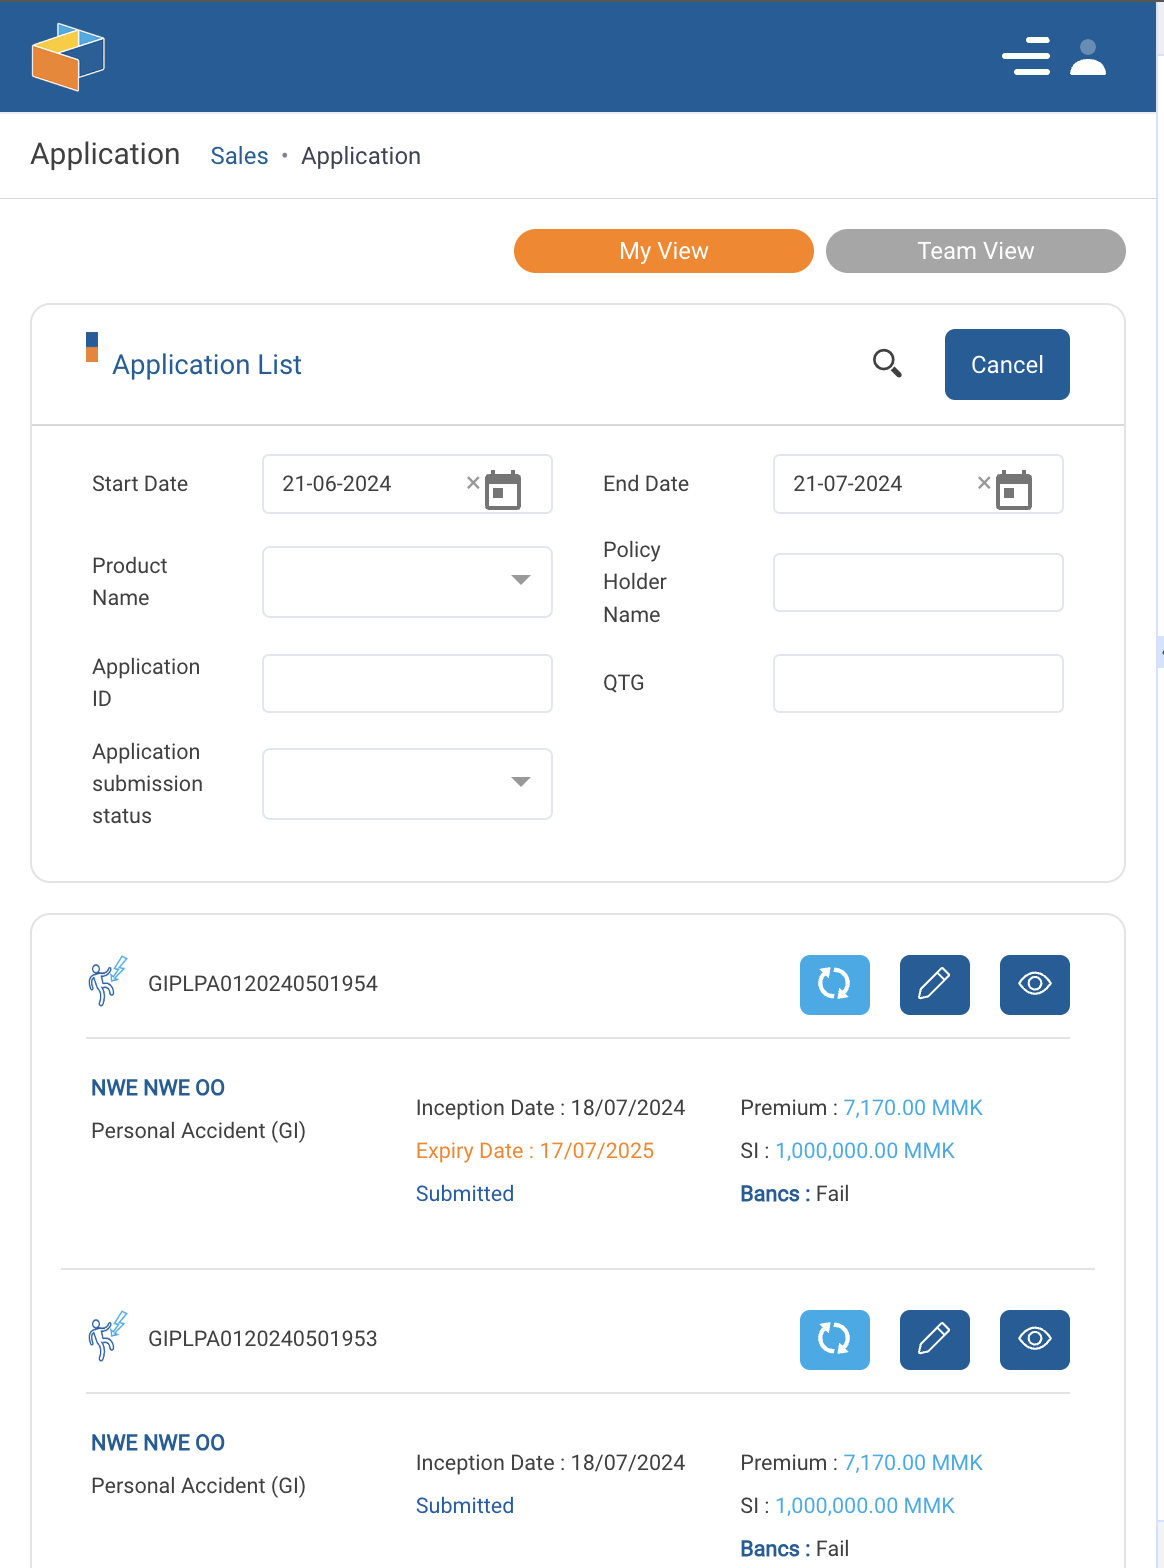 Application Sales • Application
My View Team View
Application List Cancel
Start Date 21-06-2024 × End Date 21-07-2024 ×
Product
Name
Policy
Holder
Name
Application
ID
QTG
Application
submission
status
GIPLPA0120240501954
NWE NWE OO
Personal Accident (GI)
Inception Date : 18/07/2024
Expiry Date : 17/07/2025
Submitted
Premium : 7,170.00 MMK
SI : 1,000,000.00 MMK
Bancs : Fail
GIPLPA0120240501953
NWE NWE OO
Personal Accident (GI)
Inception Date : 18/07/2024
Submitted
Premium : 7,170.00 MMK
SI : 1,000,000.00 MMK
Bancs : Fail